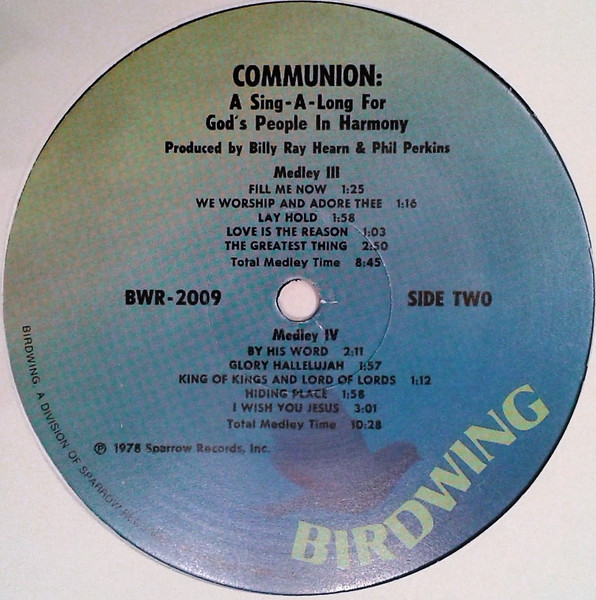 COMMUNION:
A Sing-A-Long For
God's People In Harmony
Produced by Billy Ray Hearn & Phil Perkins
Medley III
FILL ME NOW 1:25
WE WORSHIP AND ADORE THEE 1:16
LAY HOLD 1:58
LOVE IS THE REASON 1:03
THE GREATEST THING 2:50
Total Medley Time 8:45
BWR-2009
SIDE TWO
Medley IV
BY HIS WORD 2:11
GLORY HALLELUJAH 1:57
KING OF KINGS AND LORD OF LORDS 1:12
HIDING PLACE 1:58
I WISH YOU JESUS 3:01
Total Medley Time 10:28
℗ 1978 Sparrow Records, Inc.
BIRDWING
BIRDWING, A DIVISION OF SPARROW